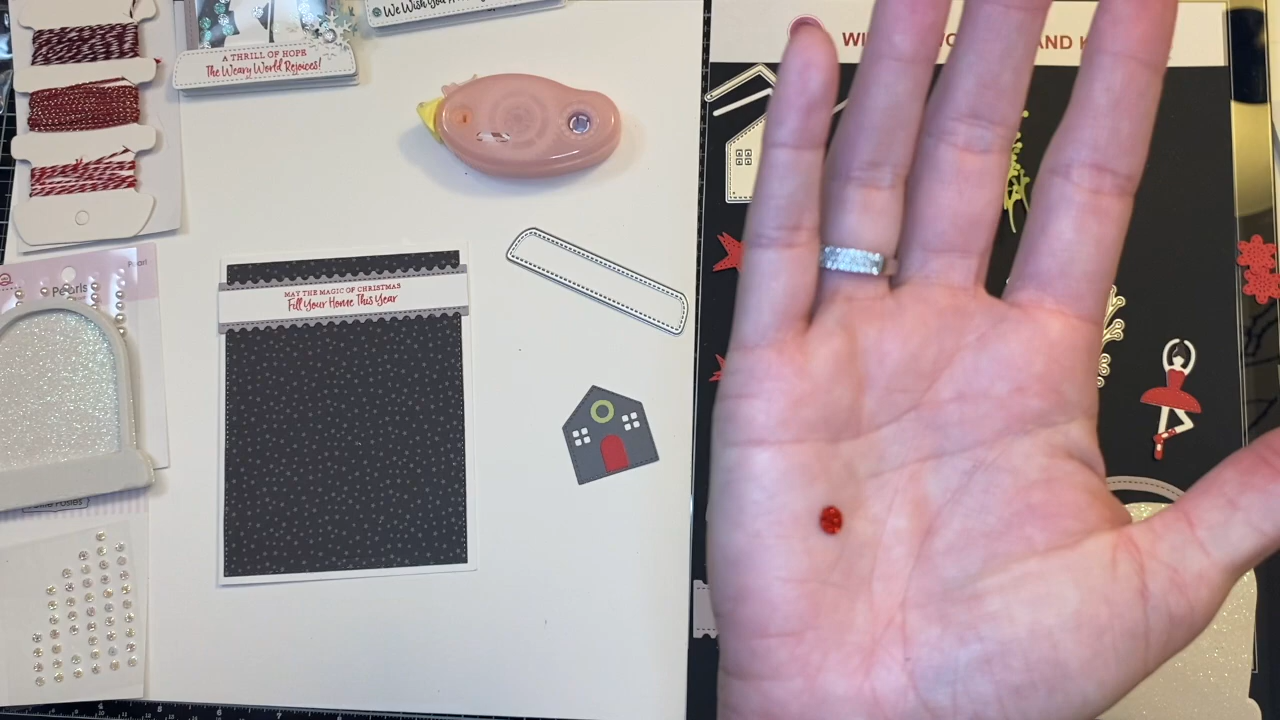 A THRILL OF HOPE
The Weary World Rejoices!
We Wish You
Pearl
Pearls
MAY THE MAGIC OF CHRISTMAS
Fill Your Home This Year
AND